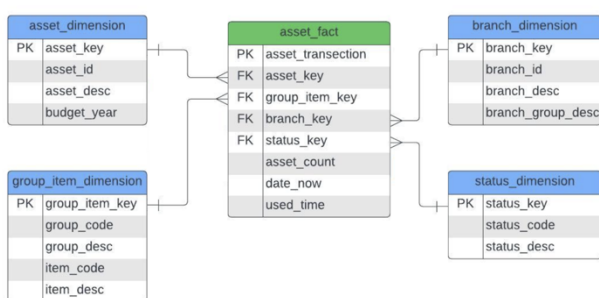 asset_dimension
PK asset_key
asset_id
asset_desc
budget_year
group_item_dimension
PK group_item_key
group_code
group_desc
item_code
item_desc
asset_fact
PK asset_transection
FK asset_key
FK group_item_key
FK branch_key
FK status_key
asset_count
date_now
used_time
branch_dimension
PK branch_key
branch_id
branch_desc
branch_group_desc
status_dimension
PK status_key
status_code
status_desc